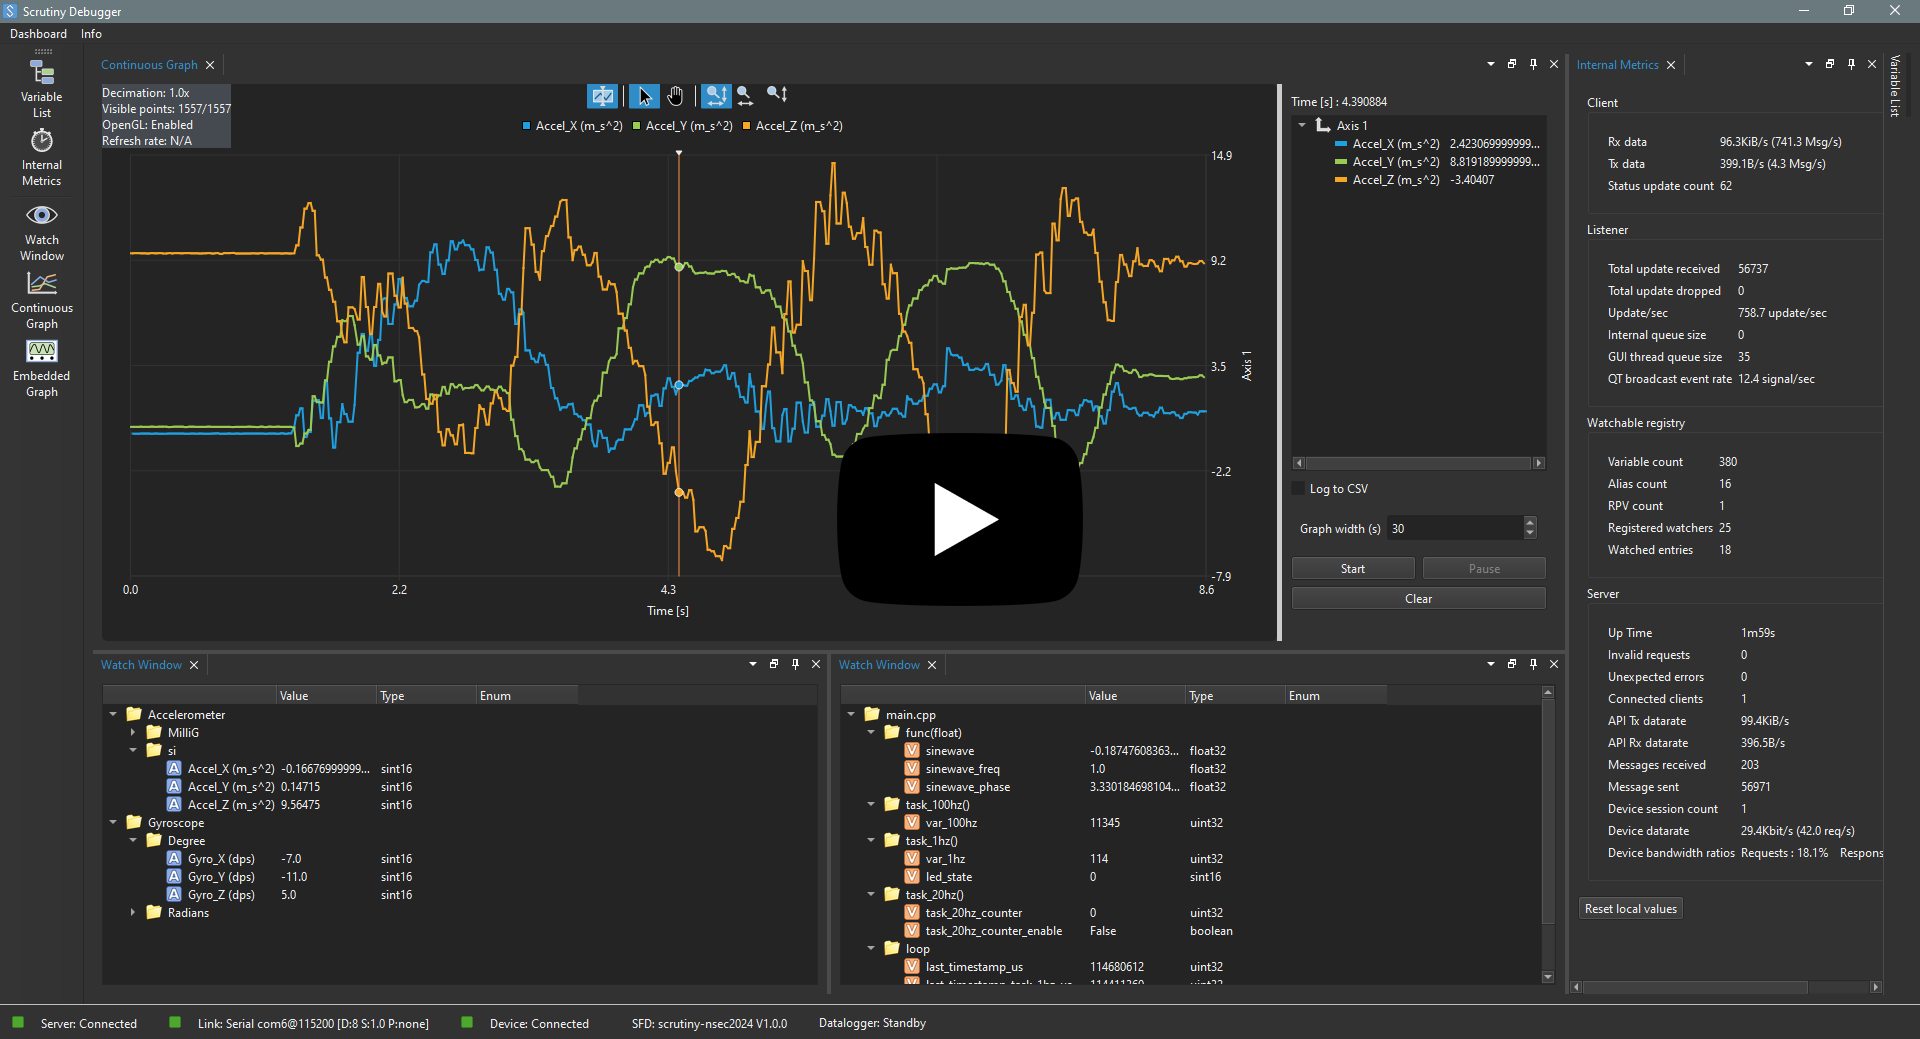 Scrutiny Debugger
Dashboard Info
Variable List
Internal Metrics
Watch Window
Continuous Graph
Embedded Graph
Continuous Graph
Decimation: 1.0x
Visible points: 1557/1557
OpenGL: Enabled
Refresh rate: N/A
Accel_X (m_s^2) Accel_Y (m_s^2) Accel_Z (m_s^2)
14.9
9.2
3.5
-2.2
-7.9
Axis 1
0.0 2.2 4.3 8.6
Time [s]
Time [s] : 4.390884
Axis 1
Accel_X (m_s^2) 2.423069999999...
Accel_Y (m_s^2) 8.819189999999...
Accel_Z (m_s^2) -3.40407
Log to CSV
Graph width (s) 30
Start Pause
Clear
Internal Metrics
Client
Rx data 96.3KiB/s (741.3 Msg/s)
Tx data 399.1B/s (4.3 Msg/s)
Status update count 62
Listener
Total update received 56737
Total update dropped 0
Update/sec 758.7 update/sec
Internal queue size 0
GUI thread queue size 35
QT broadcast event rate 12.4 signal/sec
Watchable registry
Variable count 380
Alias count 16
RPV count 1
Registered watchers 25
Watched entries 18
Server
Up Time 1m59s
Invalid requests 0
Unexpected errors 0
Connected clients 1
API Tx datarate 99.4KiB/s
API Rx datarate 396.5B/s
Messages received 203
Message sent 56971
Device session count 1
Device datarate 29.4Kbit/s (42.0 req/s)
Device bandwidth ratios Requests : 18.1% Respons
Reset local values
Variable List
Watch Window
Value Type Enum
Accelerometer
MilliG
si
A Accel_X (m_s^2) -0.16676999999... sint16
A Accel_Y (m_s^2) 0.14715 sint16
A Accel_Z (m_s^2) 9.56475 sint16
Gyroscope
Degree
A Gyro_X (dps) -7.0 sint16
A Gyro_Y (dps) -11.0 sint16
A Gyro_Z (dps) 5.0 sint16
Radians
Watch Window
Value Type Enum
main.cpp
func(float)
V sinewave -0.18747608363... float32
V sinewave_freq 1.0 float32
V sinewave_phase 3.330184698104... float32
task_100hz()
V var_100hz 11345 uint32
task_1hz()
V var_1hz 114 uint32
V led_state 0 sint16
task_20hz()
V task_20hz_counter 0 uint32
V task_20hz_counter_enable False boolean
loop
V last_timestamp_us 114680612 uint32
Server: Connected Link: Serial com6@115200 [D:8 S:1.0 P:none] Device: Connected SFD: scrutiny-nsec2024 V1.0.0 Datalogger: Standby